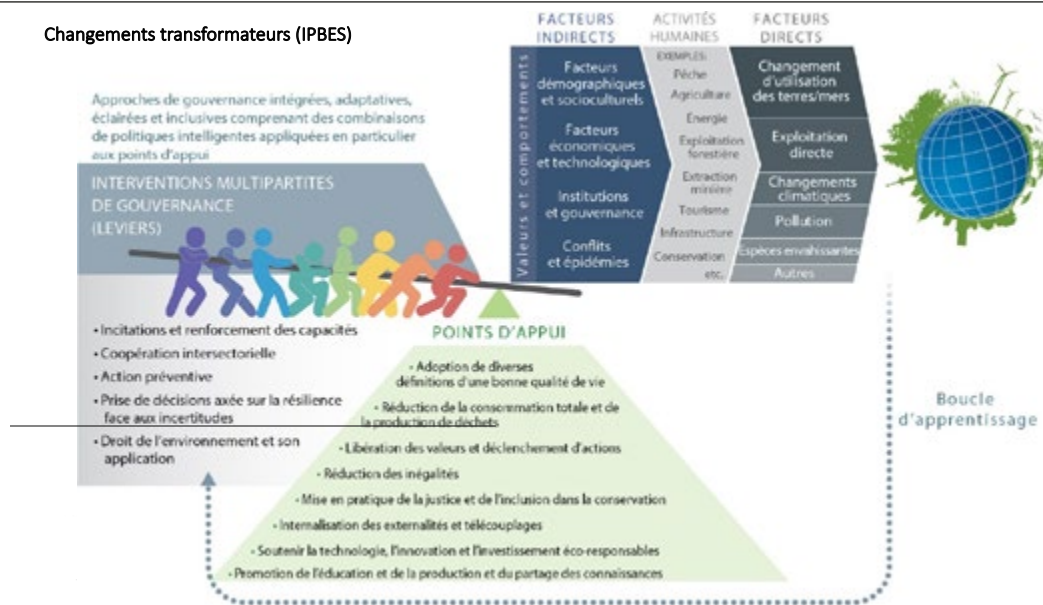 Changements transformateurs (IPBES)
Approches de gouvernance intégrées, adaptatives,
éclairées et inclusives comprenant des combinaisons
de politiques intelligentes appliquées en particulier
aux points d'appui
INTERVENTIONS MULTIPARTITES
DE GOUVERNANCE
(LEVIERS)
• Incitations et renforcement des capacités
• Coopération intersectorielle
• Action préventive
• Prise de décisions axée sur la résilience
face aux incertitudes
• Droit de l'environnement et son
application
POINTS D'APPUI
• Adoption de diverses
définitions d'une bonne qualité de vie
• Réduction de la consommation totale et de
la production de déchets
• Libération des valeurs et déclenchement d'actions
• Réduction des inégalités
• Mise en pratique de la justice et de l'inclusion dans la conservation
• Internalisation des externalités et télécouplages
• Soutenir la technologie, l'innovation et l'investissement éco-responsables
• Promotion de l'éducation et de la production et du partage des connaissances
Valeurs et comportements
FACTEURS
INDIRECTS
Facteurs
démographiques
et socioculturels
Facteurs
économiques
et technologiques
Institutions
et gouvernance
Conflits
et épidémies
ACTIVITÉS
HUMAINES
EXEMPLES:
Pêche
Agriculture
Energie
Exploitation
forestière
Extraction
minière
Tourisme
Infrastructure
Conservation
etc.
FACTEURS
DIRECTS
Changement
d'utilisation
des terres/mers
Exploitation
directe
Changements
climatiques
Pollution
Espèces envahissantes
Autres
Boucle
d'apprentissage